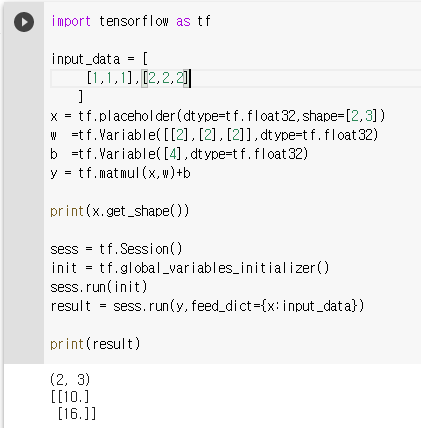 import tensorflow as tf
input_data = [
[1,1,1],[2,2,2]
]
x = tf.placeholder(dtype=tf.float32,shape=[2,3])
w  =tf.Variable([[2],[2],[2]],dtype=tf.float32)
b  =tf.Variable([4],dtype=tf.float32)
y = tf.matmul(x,w)+b
print(x.get_shape())
sess = tf.Session()
init = tf.global_variables_initializer()
sess.run(init)
result = sess.run(y,feed_dict={x:input_data})
print(result)
(2, 3)
[[10.]
[16.]]